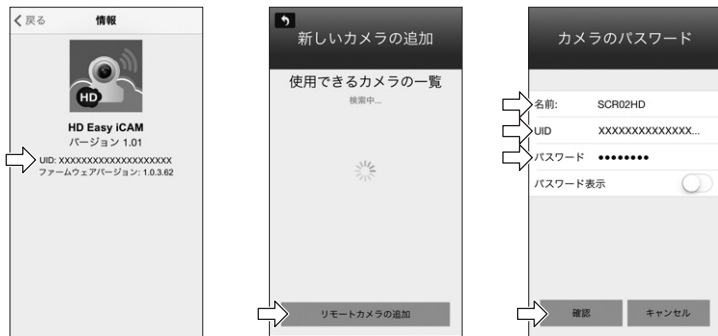 戻る 情報
HD
HD Easy iCAM
バージョン 1.01
UID: XXXXXXXXXXXXXXXXXXXX
ファームウェアバージョン: 1.0.3.62
新しいカメラの追加
使用できるカメラの一覧
検索中...
リモートカメラの追加
カメラのパスワード
名前: SCR02HD
UID XXXXXXXXXXXXXX...
パスワード ●●●●●●●●
パスワード表示
確認 キャンセル